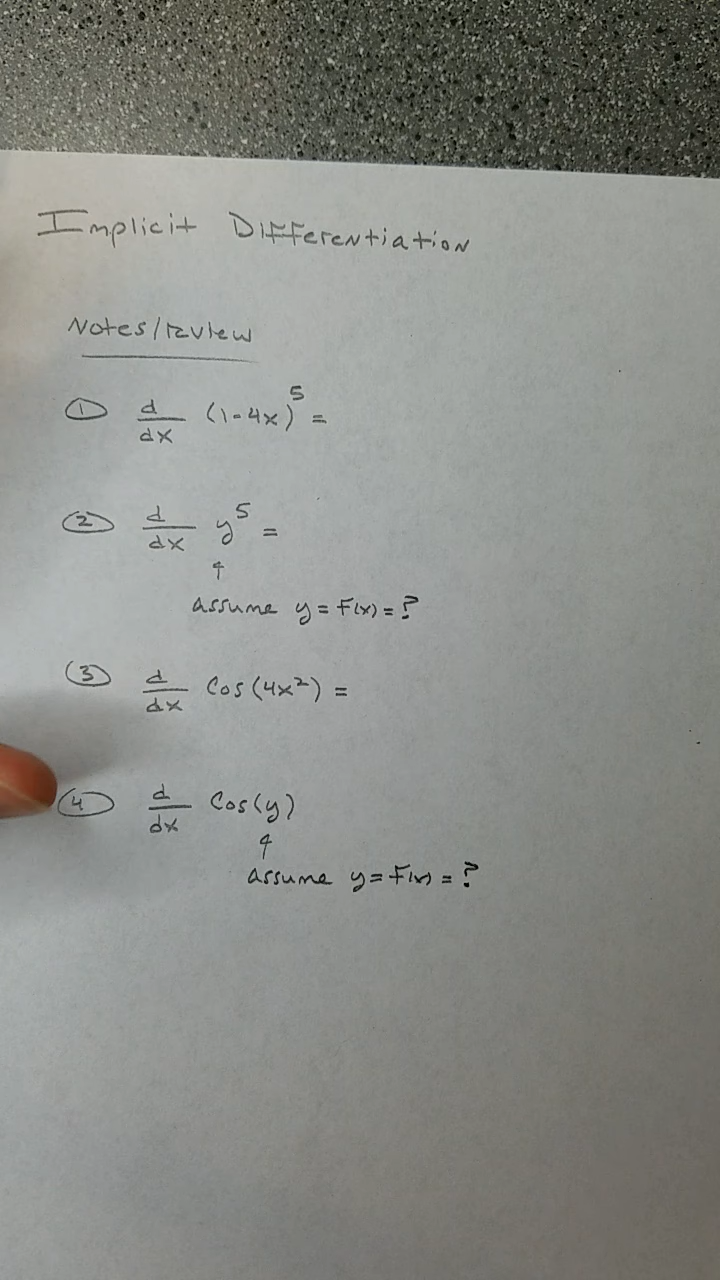 Implicit Differentiation
Notes/review
① d/dx (1-4x)⁵ =
② d/dx y⁵ =
↑
assume y = F(x) = ?
③ d/dx Cos(4x²) =
④ d/dx Cos(y)
↑
assume y = F(x) = ?